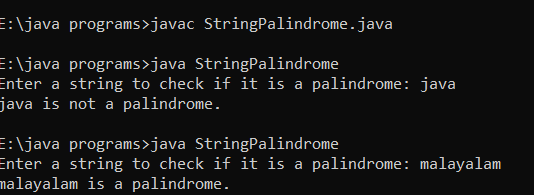 E:\java programs>javac StringPalindrome.java
E:\java programs>java StringPalindrome
Enter a string to check if it is a palindrome: java
java is not a palindrome.
E:\java programs>java StringPalindrome
Enter a string to check if it is a palindrome: malayalam
malayalam is a palindrome.